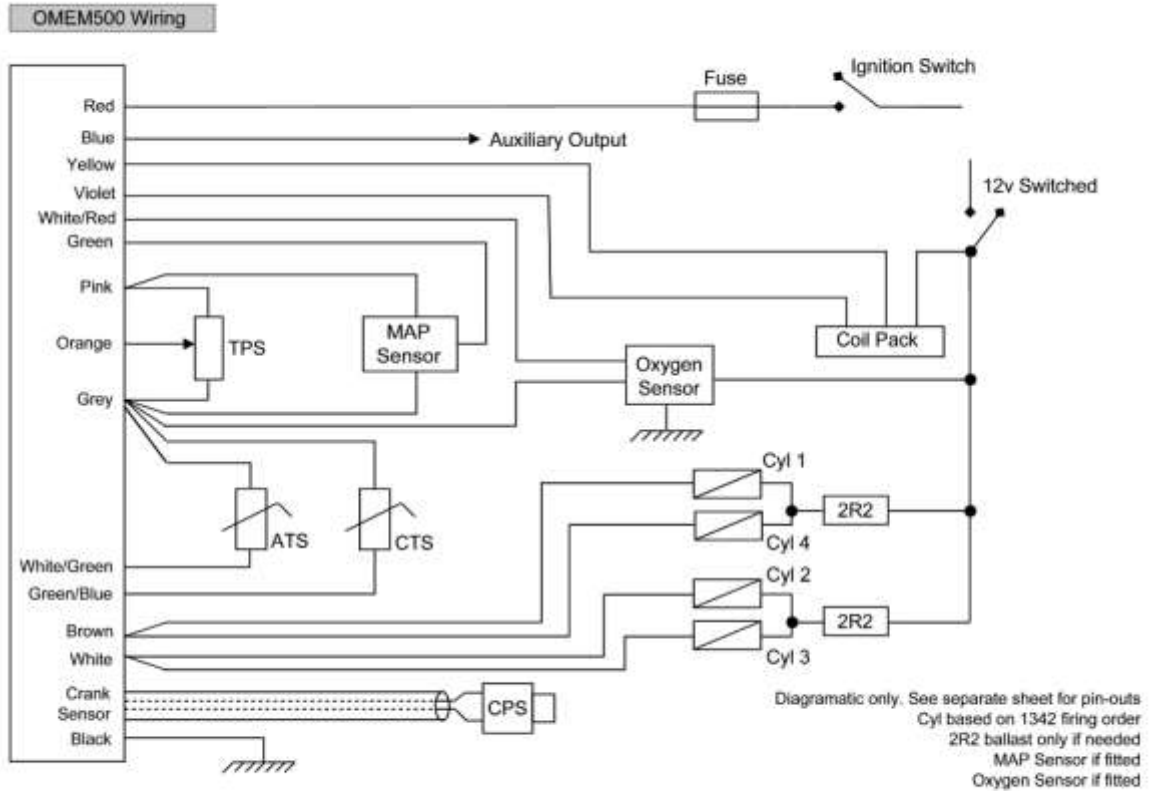 OMEM500 Wiring
Ignition Switch
Fuse
Red
Blue
Auxiliary Output
Yellow
12v Switched
Violet
White/Red
Green
Pink
MAP
Sensor
Coil Pack
Orange
TPS
Oxygen
Sensor
Grey
Cyl 1
2R2
ATS
CTS
Cyl 4
White/Green
Cyl 2
Green/Blue
Brown
2R2
White
Cyl 3
Crank
Sensor
CPS
Black
Diagramatic only. See separate sheet for pin-outs
Cyl based on 1342 firing order
2R2 ballast only if needed
MAP Sensor if fitted
Oxygen Sensor if fitted